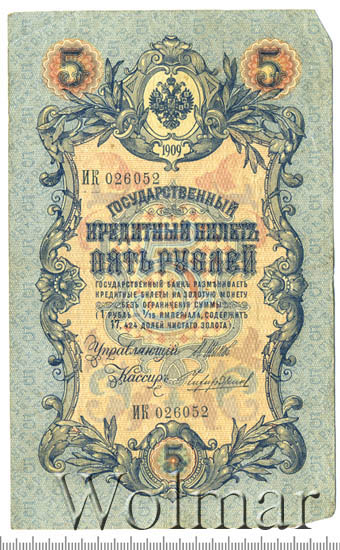 5 5
1909
ИК 026052
ГОСУДАРСТВЕННЫЙ
КРЕДИТНЫЙ БИЛЕТЪ
ПЯТЬ РУБЛЕЙ
ГОСУДАРСТВЕННЫЙ БАНКЪ РАЗМѢНИВАЕТЪ
КРЕДИТНЫЕ БИЛЕТЫ НА ЗОЛОТУЮ МОНЕТУ
БЕЗЪ ОГРАНИЧЕНІЯ СУММЫ
(1 РУБЛЬ = 1/15 ИМПЕРІАЛА, СОДЕРЖИТЪ
17,424 ДОЛЕЙ ЧИСТАГО ЗОЛОТА).
Управляющій
Кассиръ
ИК 026052
5
Wolmar